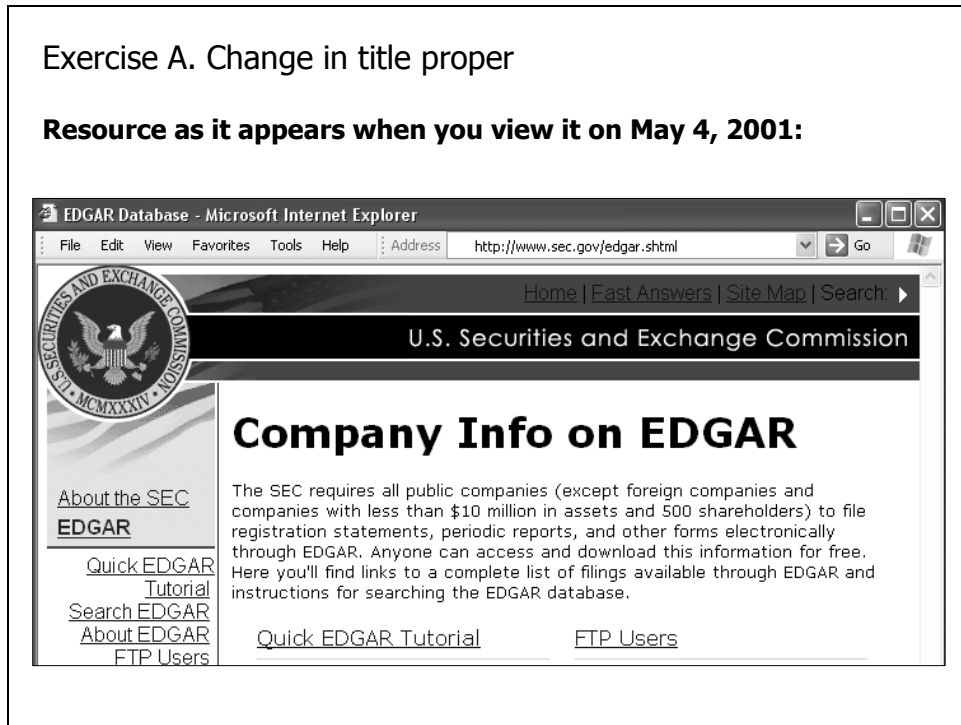 Exercise A. Change in title proper
Resource as it appears when you view it on May 4, 2001:
EDGAR Database - Microsoft Internet Explorer
File Edit View Favorites Tools Help Address http://www.sec.gov/edgar.shtml Go
Home | Fast Answers | Site Map | Search:
U.S. Securities and Exchange Commission
U.S. SECURITIES AND EXCHANGE COMMISSION
MCMXXXIV
Company Info on EDGAR
The SEC requires all public companies (except foreign companies and
companies with less than $10 million in assets and 500 shareholders) to file
registration statements, periodic reports, and other forms electronically
through EDGAR. Anyone can access and download this information for free.
Here you'll find links to a complete list of filings available through EDGAR and
instructions for searching the EDGAR database.
About the SEC
EDGAR
Quick EDGAR
Tutorial
Search EDGAR
About EDGAR
FTP Users
Quick EDGAR Tutorial FTP Users